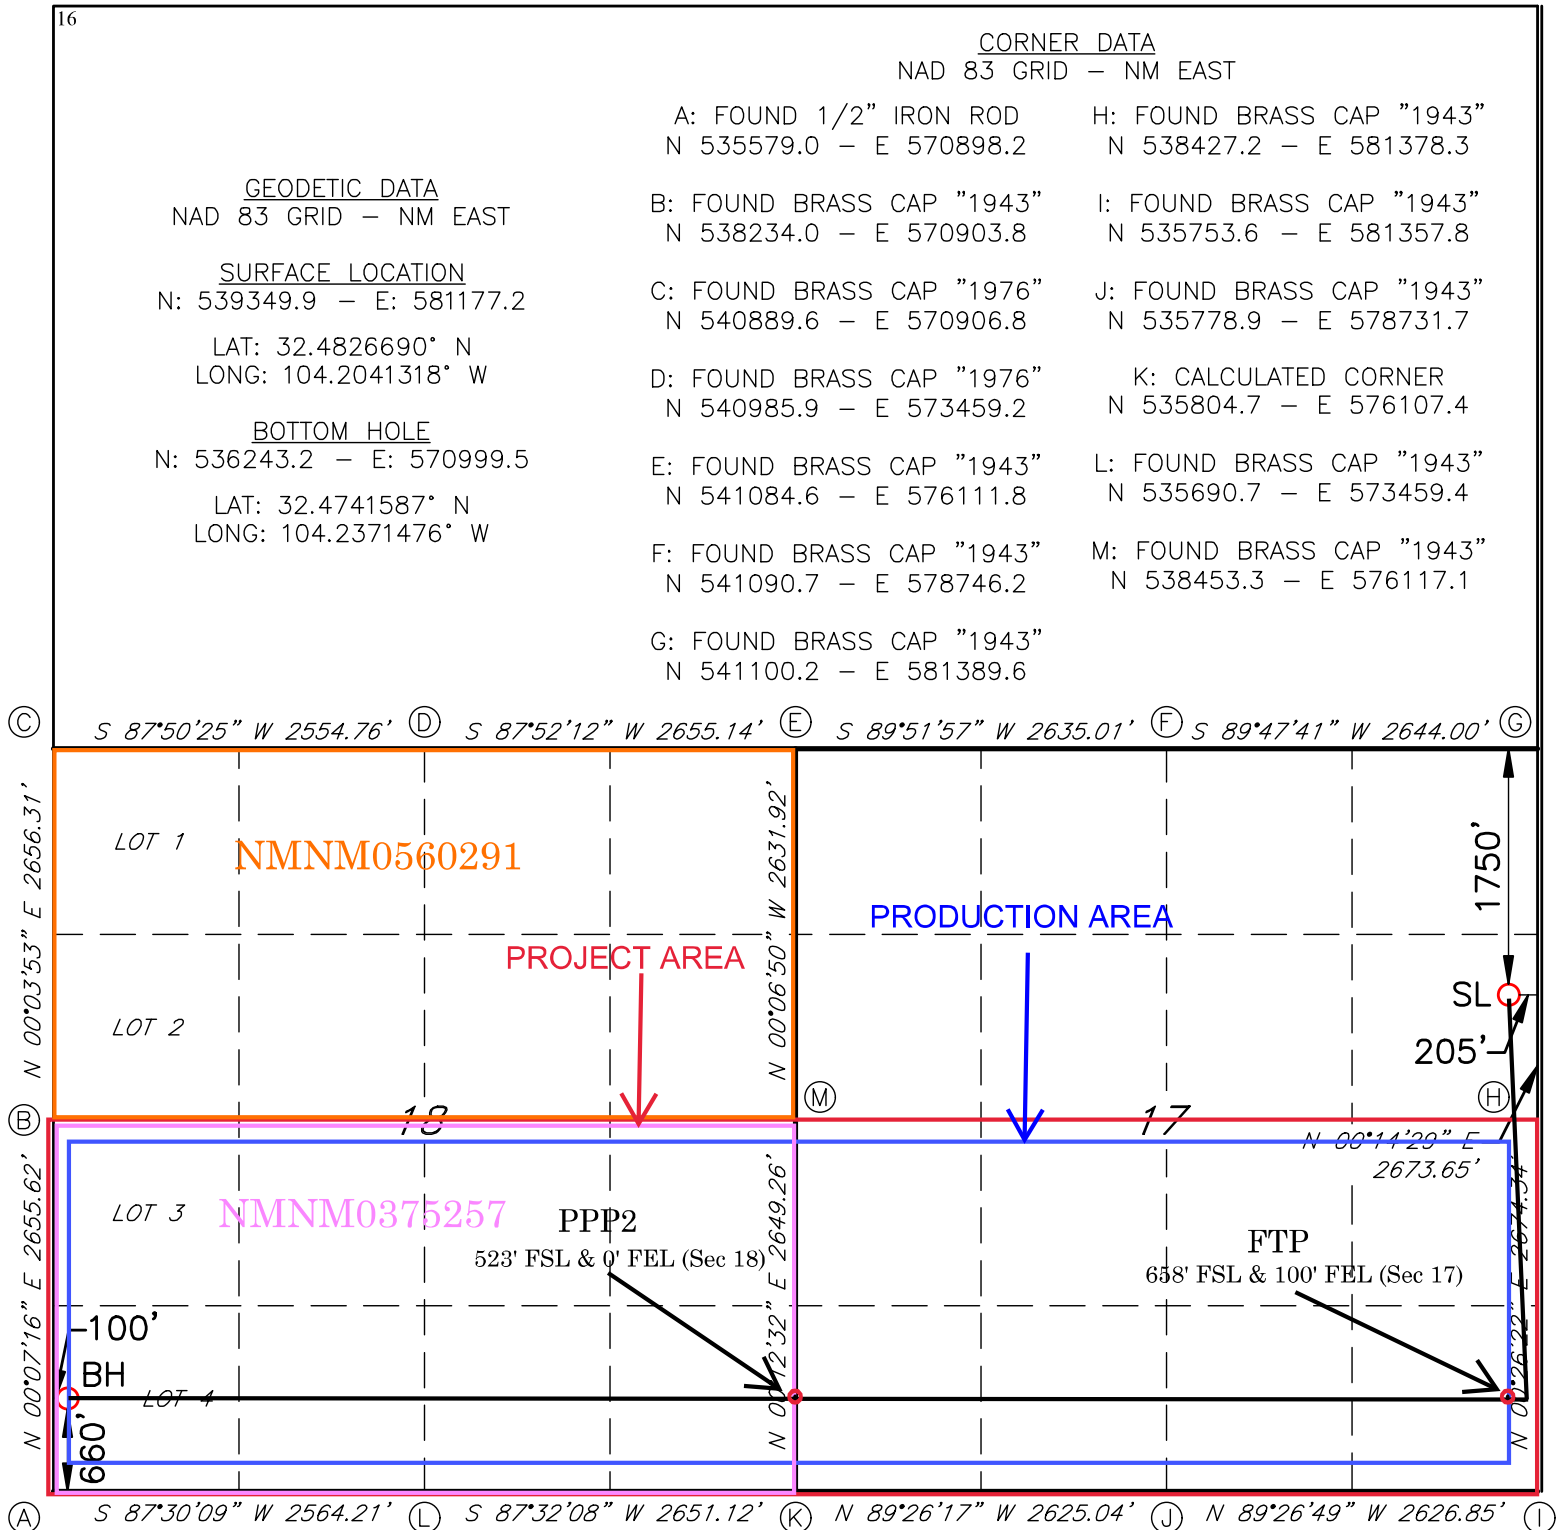 16
CORNER DATA
NAD 83 GRID – NM EAST
A: FOUND 1/2" IRON ROD
N 535579.0 – E 570898.2
B: FOUND BRASS CAP "1943"
N 538234.0 – E 570903.8
C: FOUND BRASS CAP "1976"
N 540889.6 – E 570906.8
D: FOUND BRASS CAP "1976"
N 540985.9 – E 573459.2
E: FOUND BRASS CAP "1943"
N 541084.6 – E 576111.8
F: FOUND BRASS CAP "1943"
N 541090.7 – E 578746.2
G: FOUND BRASS CAP "1943"
N 541100.2 – E 581389.6
H: FOUND BRASS CAP "1943"
N 538427.2 – E 581378.3
I: FOUND BRASS CAP "1943"
N 535753.6 – E 581357.8
J: FOUND BRASS CAP "1943"
N 535778.9 – E 578731.7
K: CALCULATED CORNER
N 535804.7 – E 576107.4
L: FOUND BRASS CAP "1943"
N 535690.7 – E 573459.4
M: FOUND BRASS CAP "1943"
N 538453.3 – E 576117.1
GEODETIC DATA
NAD 83 GRID – NM EAST
SURFACE LOCATION
N: 539349.9 – E: 581177.2
LAT: 32.4826690° N
LONG: 104.2041318° W
BOTTOM HOLE
N: 536243.2 – E: 570999.5
LAT: 32.4741587° N
LONG: 104.2371476° W
C S 87°50'25" W 2554.76' D S 87°52'12" W 2655.14' E S 89°51'57" W 2635.01' F S 89°47'41" W 2644.00' G
N 00°03'53" E 2656.31'
LOT 1
NMNM0560291
N 00°06'50" W 2631.92'
1750'
PRODUCTION AREA
PROJECT AREA
SL
LOT 2
205'
B
18
M
17
H
N 00°14'29" E
2673.65'
N 00°07'16" E 2655.62'
LOT 3
NMNM0375257
PPP2
523' FSL & 0' FEL (Sec 18)
N 00°12'32" E 2649.26'
FTP
658' FSL & 100' FEL (Sec 17)
N 00°26'22" E 2674.34'
100'
BH
LOT 4
660'
A S 87°30'09" W 2564.21' L S 87°32'08" W 2651.12' K N 89°26'17" W 2625.04' J N 89°26'49" W 2626.85' I